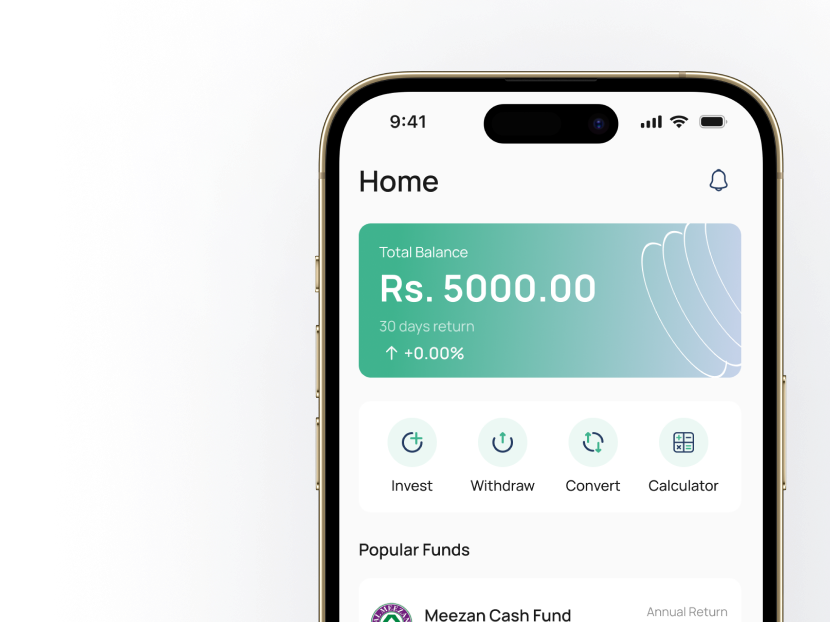 9:41
Home
Total Balance
Rs. 5000.00
30 days return
↑ +0.00%
Invest Withdraw Convert Calculator
Popular Funds
Meezan Cash Fund Annual Return